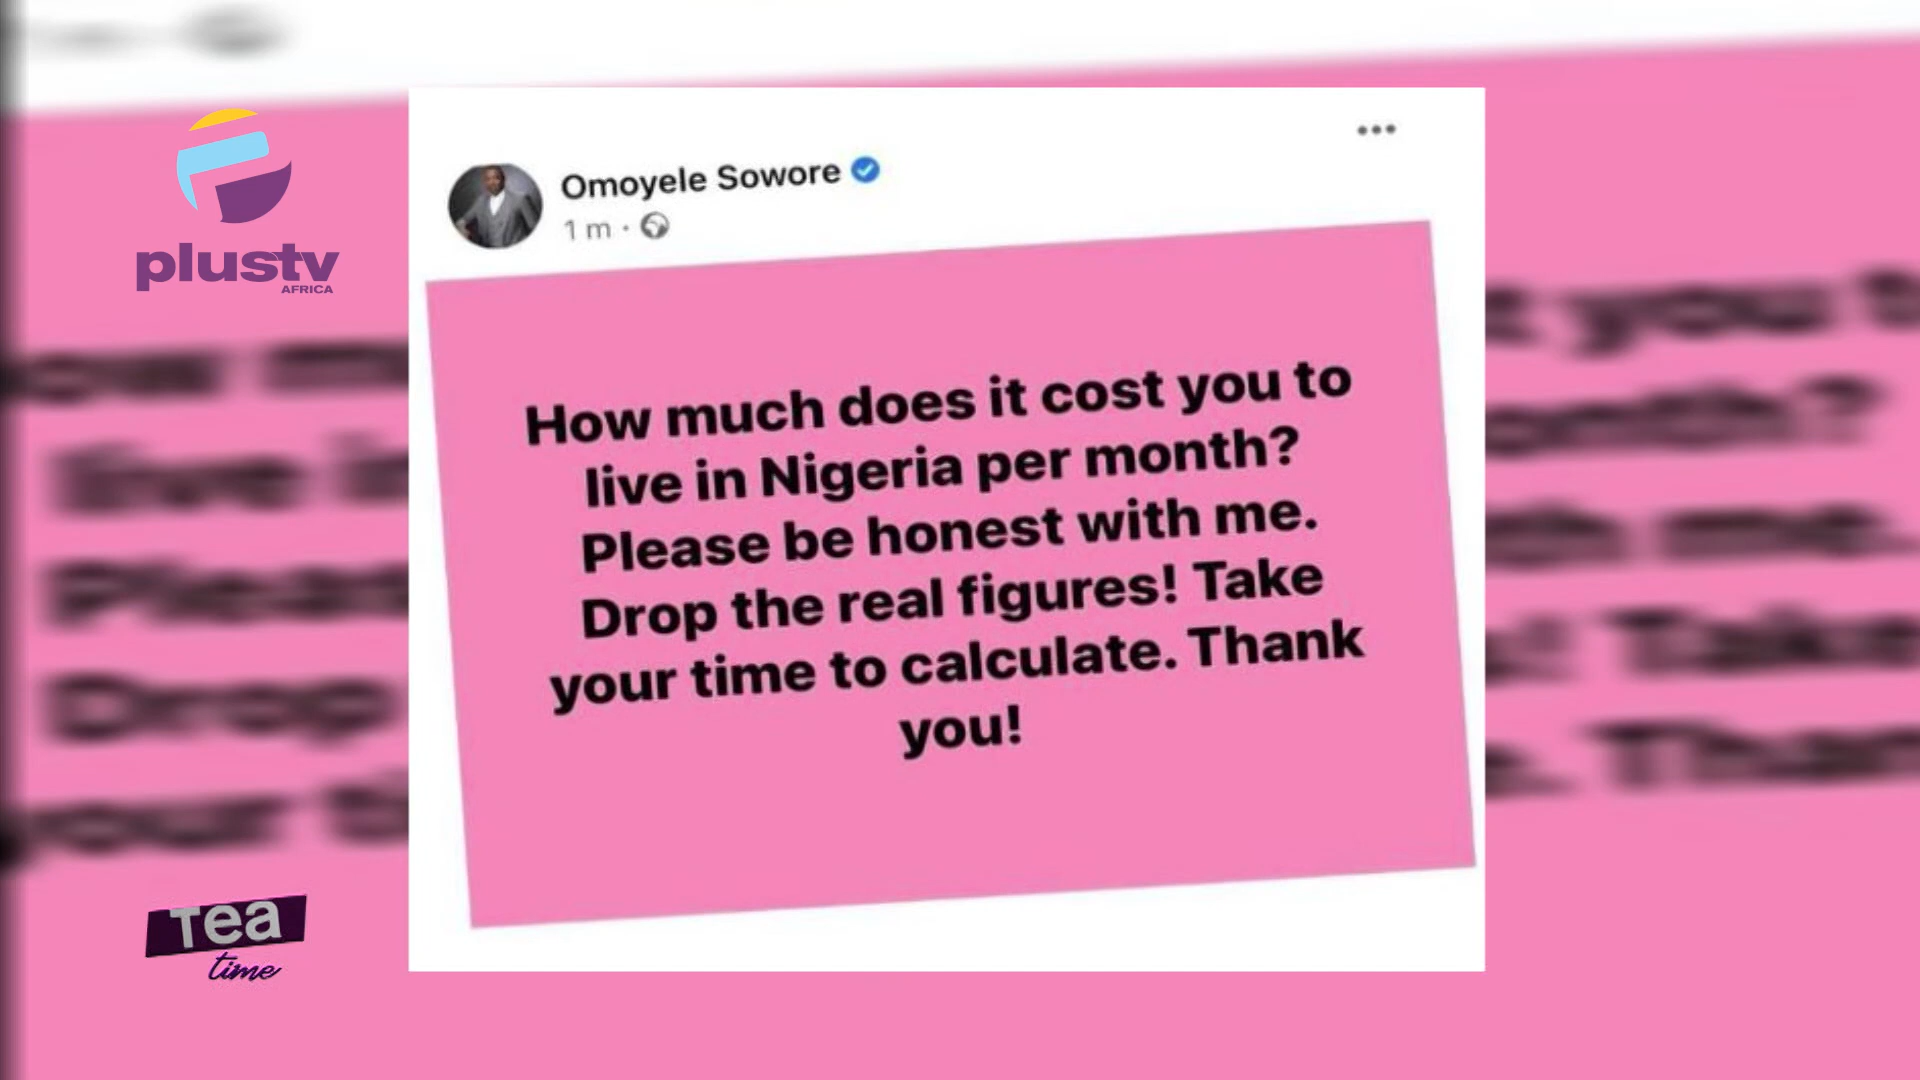 plustv
AFRICA
Omoyele Sowore
1 m ·
How much does it cost you to
live in Nigeria per month?
Please be honest with me.
Drop the real figures! Take
your time to calculate. Thank
you!
Tea
time